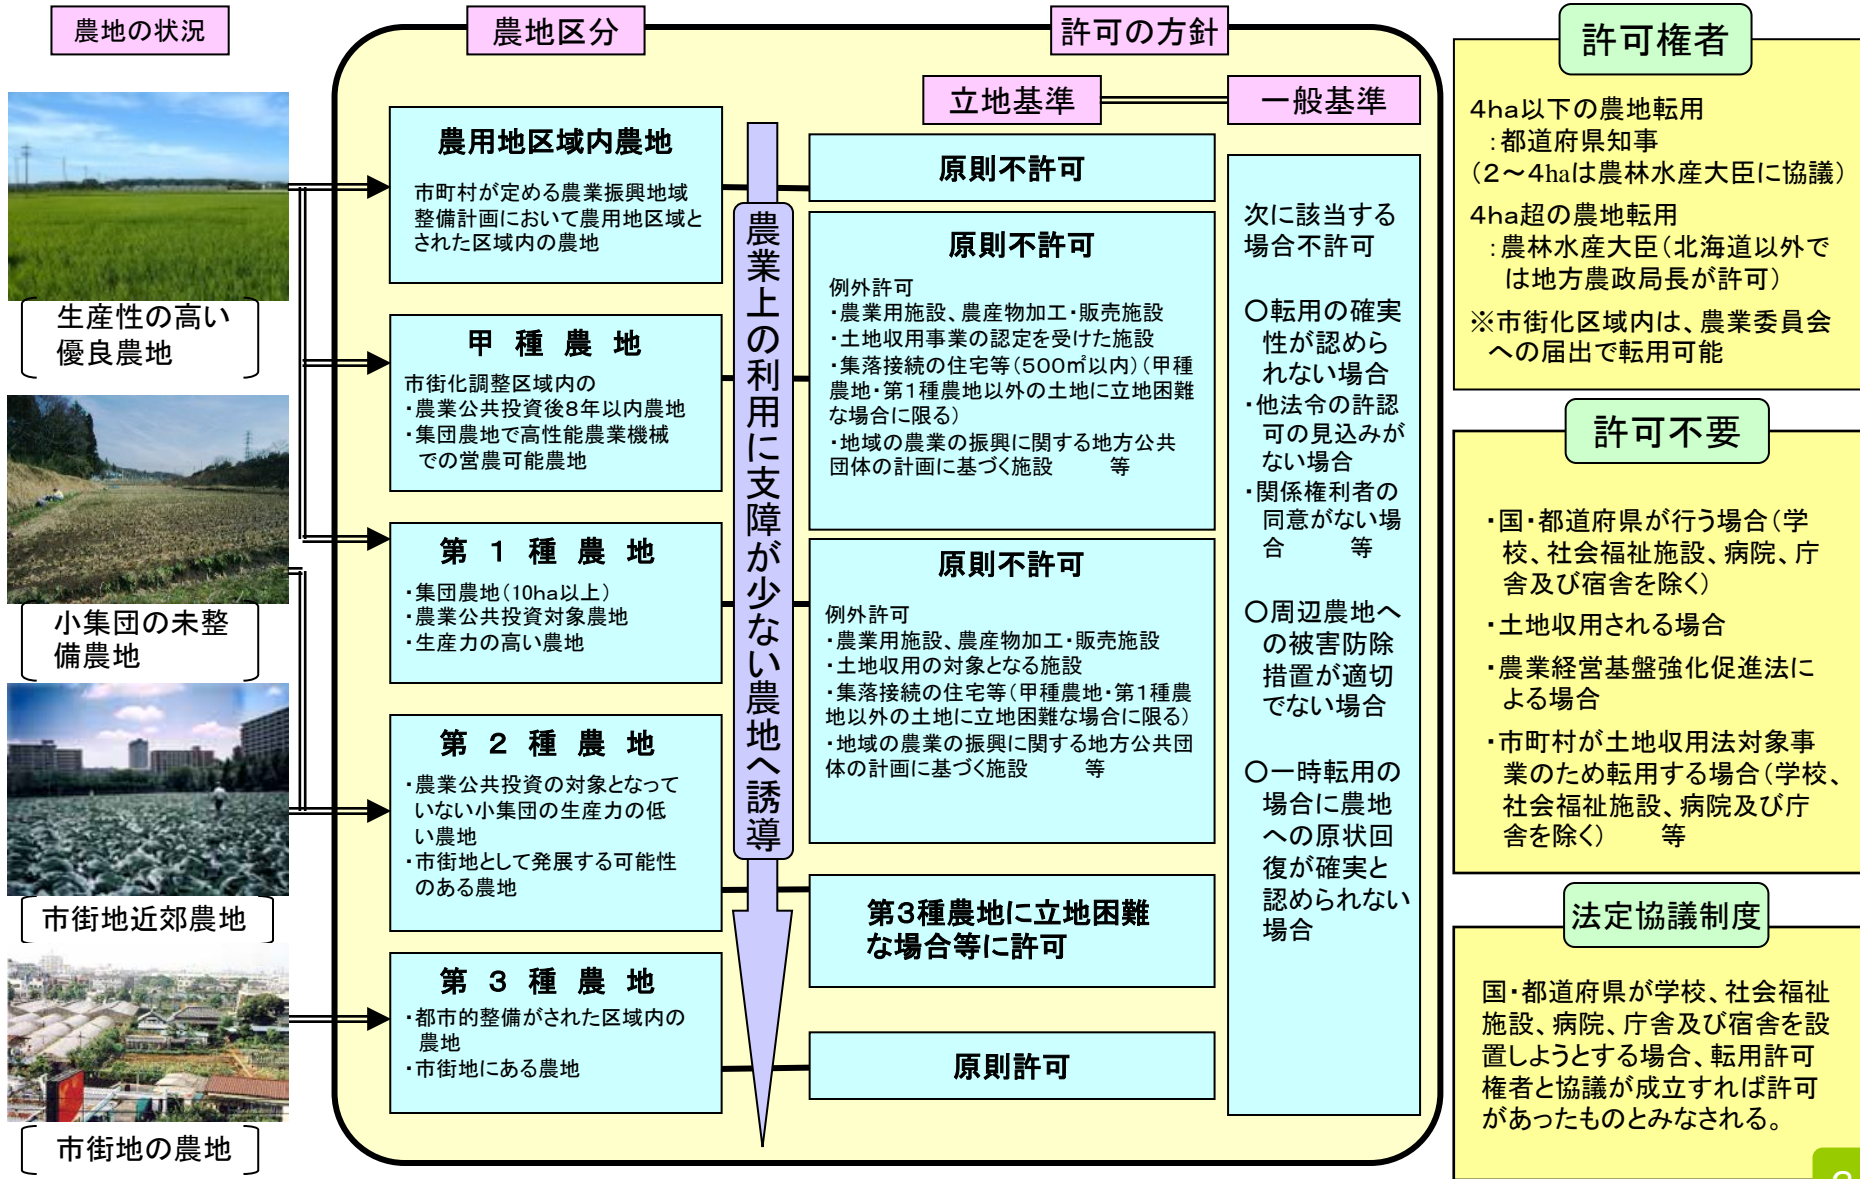 農地の状況
生産性の高い
優良農地
小集団の未整
備農地
市街地近郊農地
市街地の農地
農地区分
許可の方針
立地基準
一般基準
農用地区域内農地
市町村が定める農業振興地域
整備計画において農用地区域と
された区域内の農地
甲種農地
市街化調整区域内の
・農業公共投資後8年以内農地
・集団農地で高性能農業機械
での営農可能農地
第1種農地
・集団農地(10ha以上)
・農業公共投資対象農地
・生産力の高い農地
第2種農地
・農業公共投資の対象となって
いない小集団の生産力の低
い農地
・市街地として発展する可能性
のある農地
第3種農地
・都市的整備がされた区域内の
農地
・市街地にある農地
農業上の利用に支障が少ない農地へ誘導
原則不許可
原則不許可
例外許可
・農業用施設、農産物加工・販売施設
・土地収用事業の認定を受けた施設
・集落接続の住宅等(500㎡以内)(甲種
農地・第1種農地以外の土地に立地困難
な場合に限る)
・地域の農業の振興に関する地方公共
団体の計画に基づく施設 等
原則不許可
例外許可
・農業用施設、農産物加工・販売施設
・土地収用の対象となる施設
・集落接続の住宅等(甲種農地・第1種農
地以外の土地に立地困難な場合に限る)
・地域の農業の振興に関する地方公共団
体の計画に基づく施設 等
第3種農地に立地困難
な場合等に許可
原則許可
次に該当する
場合不許可
○転用の確実
性が認めら
れない場合
・他法令の許認
可の見込みが
ない場合
・関係権利者の
同意がない場
合 等
○周辺農地へ
の被害防除
措置が適切
でない場合
○一時転用の
場合に農地
への原状回
復が確実と
認められない
場合
許可権者
4ha以下の農地転用
:都道府県知事
(2～4haは農林水産大臣に協議)
4ha超の農地転用
:農林水産大臣(北海道以外で
は地方農政局長が許可)
※市街化区域内は、農業委員会
への届出で転用可能
許可不要
・国・都道府県が行う場合(学
校、社会福祉施設、病院、庁
舎及び宿舎を除く)
・土地収用される場合
・農業経営基盤強化促進法に
よる場合
・市町村が土地収用法対象事
業のため転用する場合(学校、
社会福祉施設、病院及び庁
舎を除く) 等
法定協議制度
国・都道府県が学校、社会福祉
施設、病院、庁舎及び宿舎を設
置しようとする場合、転用許可
権者と協議が成立すれば許可
があったものとみなされる。